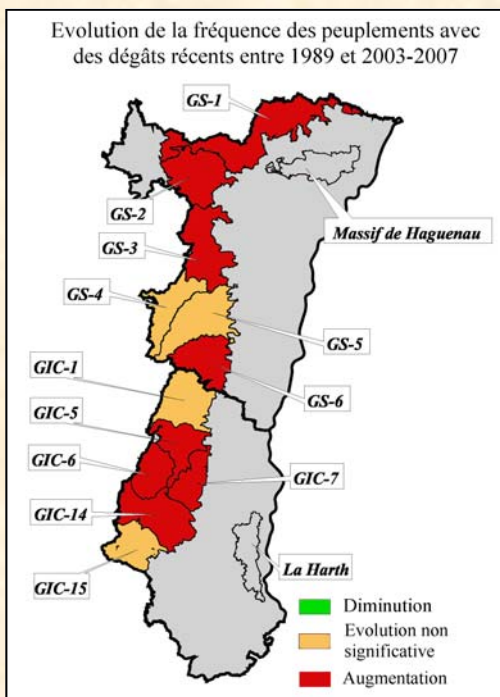 Evolution de la fréquence des peuplements avec
des dégâts récents entre 1989 et 2003-2007
GS-1
GS-2
Massif de Haguenau
GS-3
GS-4
GS-5
GIC-1
GS-6
GIC-5
GIC-6
GIC-7
GIC-14
La Harth
GIC-15
Diminution
Evolution non
significative
Augmentation